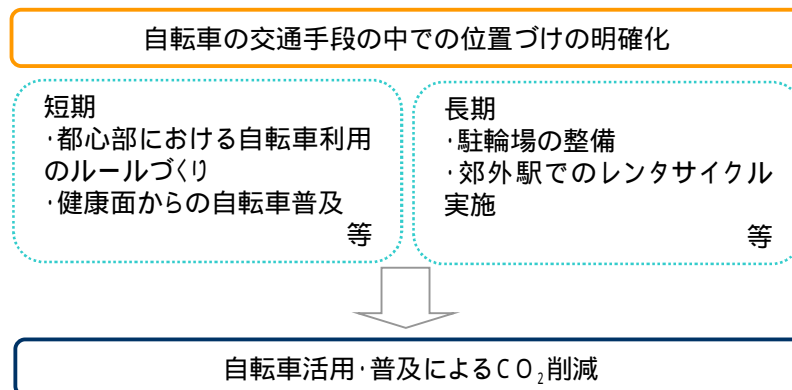 自転車の交通手段の中での位置づけの明確化
短期
・都心部における自転車利用
のルールづくり
・健康面からの自転車普及
等
長期
・駐輪場の整備
・郊外駅でのレンタサイクル
実施
等
自転車活用・普及によるCO₂削減